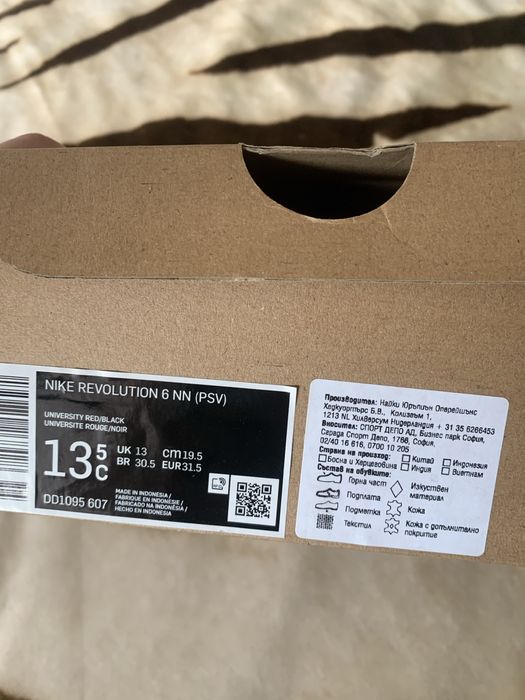 NIKE REVOLUTION 6 NN (PSV)
UNIVERSITY RED/BLACK
UNIVERSITE ROUGE/NOIR
13 5 C
UK 13 cm 19.5
BR 30.5 EUR 31.5
DD1095 607
MADE IN INDONESIA/
FABRIQUE EN INDONESIE/
FABRICADO NA INDONÉSIA/
HECHO EN INDONESIA
Производител: Найки Юръпиън Оперейшънс
Хедкуортърс Б.В., Колизъм 1,
1213 NL Хилверсум Нидерландия + 31 35 6266453
Вносител: СПОРТ ДЕПО АД, Бизнес парк София,
Сграда Спорт Депо, 1766, София,
02/40 16 616, 0700 10 205
Страна на произход: Китай Индонезия
Босна и Херцеговина Индия Виетнам
Състав на обувките:
Горна част Изкуствен материал
Подплата
Подметка Кожа
Текстил Кожа с допълнително покритие